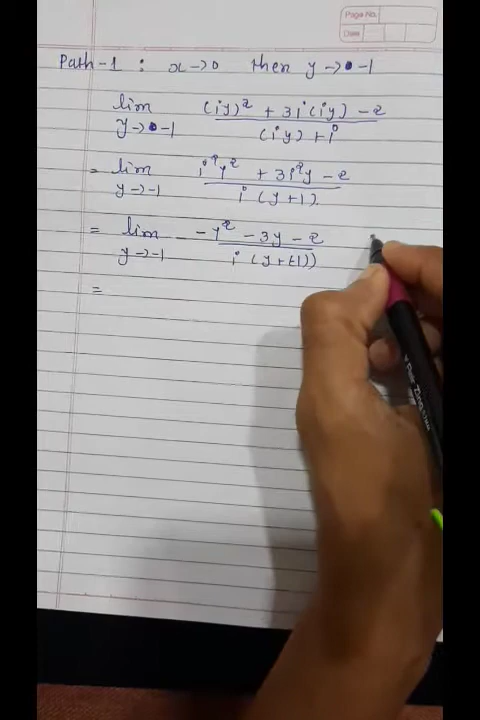 Page No.
Date
Path-1 : x→0 then y→-1
lim y→-1 (iy)² + 3i(iy) - 2 / (iy) + i
= lim y→-1 i²y² + 3i²y - 2 / i (y+1).
= lim y→-1 -y² - 3y - 2 / i (y+1))
=